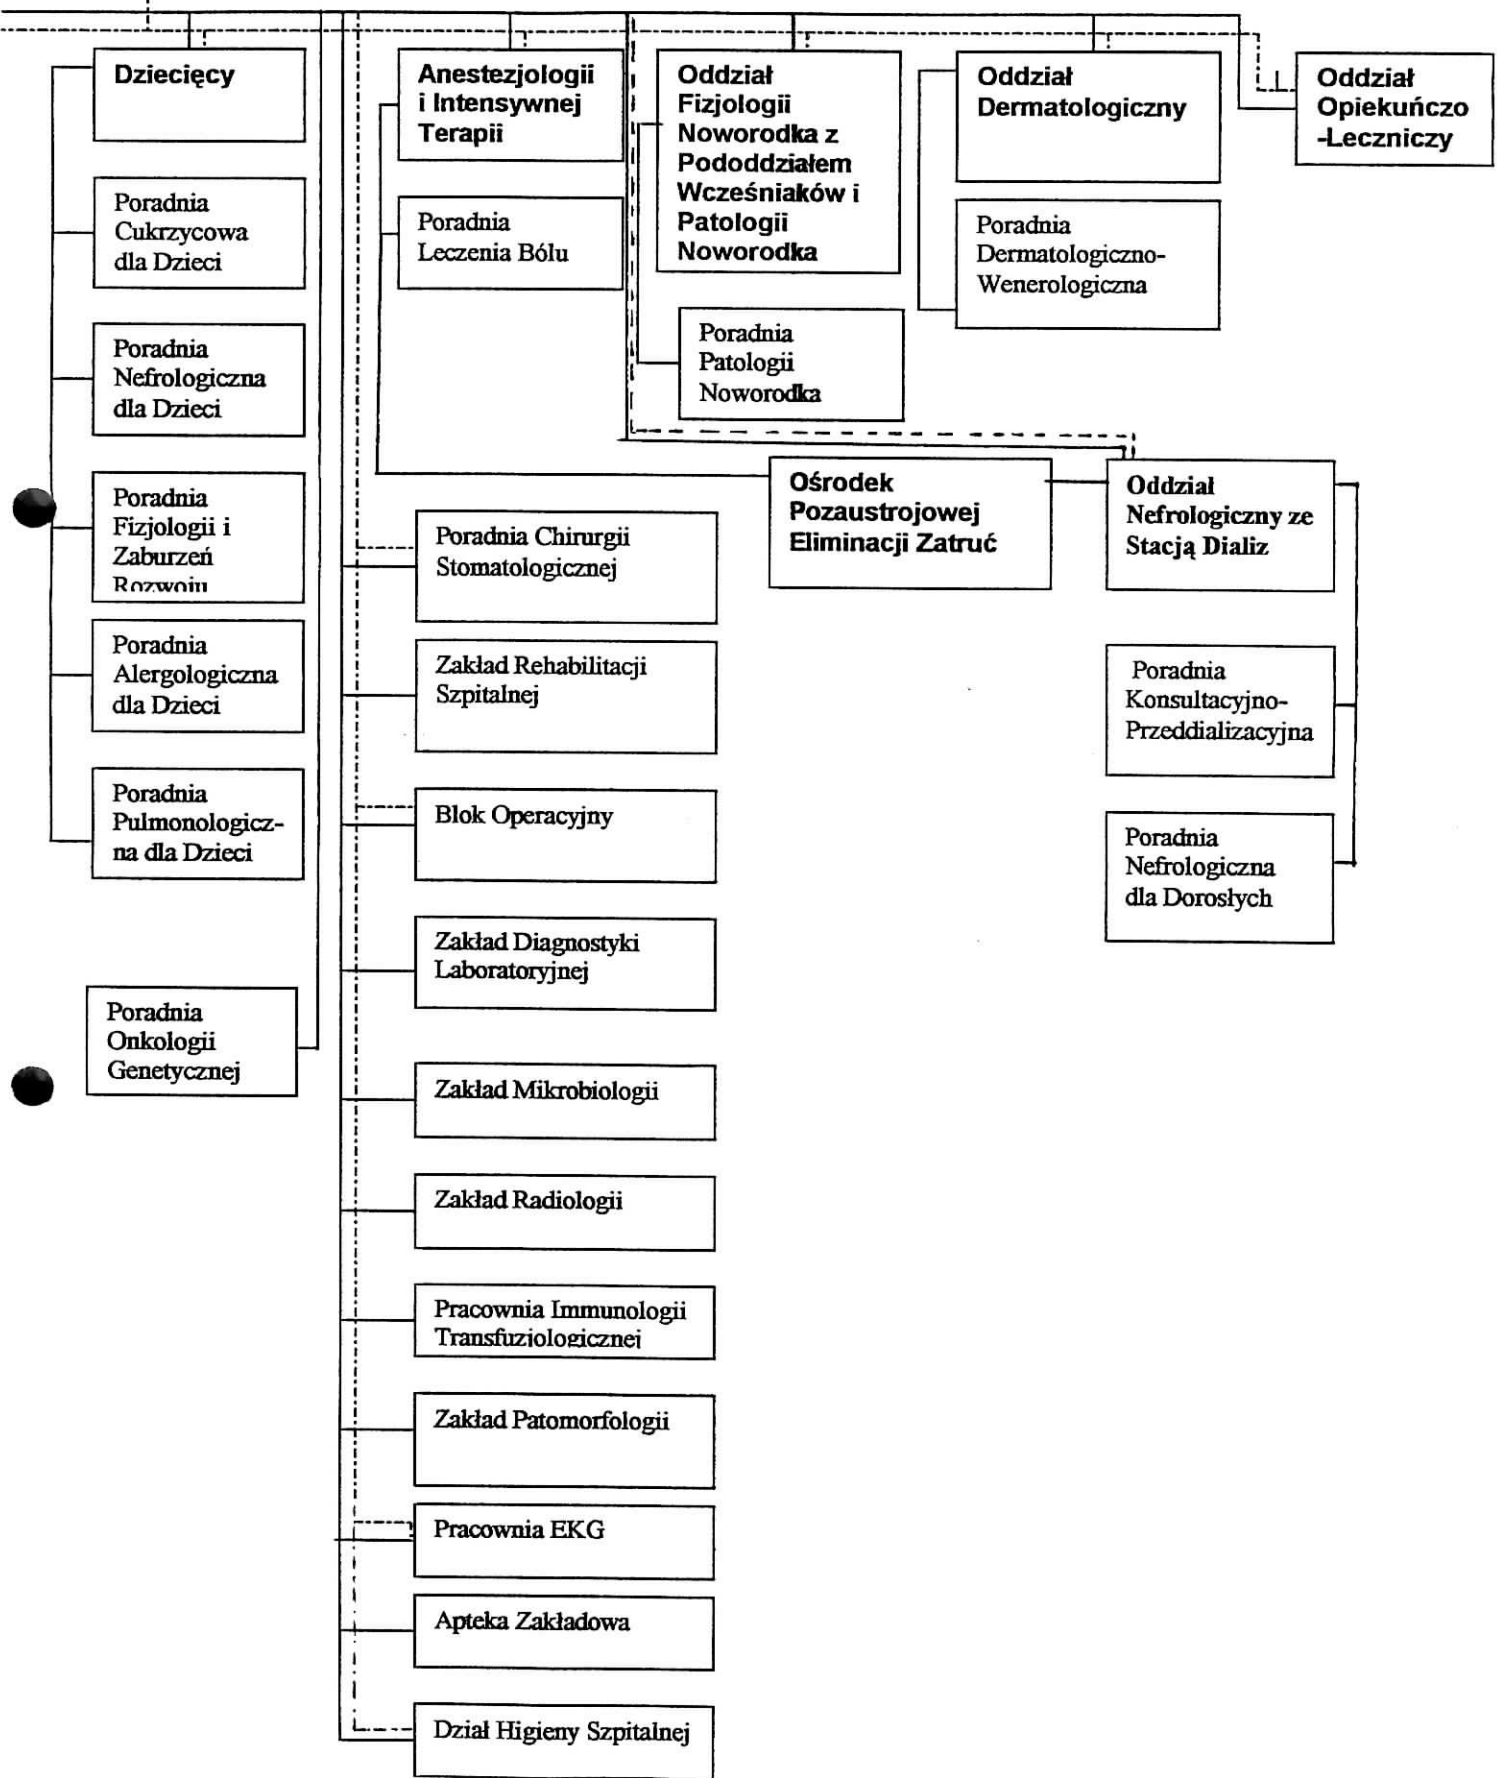 Dziecięcy
Poradnia
Cukrzycowa
dla Dzieci
Poradnia
Nefrologiczna
dla Dzieci
Poradnia
Fizjologii i
Zaburzeń
Rozwoju
Poradnia
Alergologiczna
dla Dzieci
Poradnia
Pulmonologicz-
na dla Dzieci
Poradnia
Onkologii
Genetycznej
Anestezjologii
i Intensywnej
Terapii
Poradnia
Leczenia Bólu
Oddział
Fizjologii
Noworodka z
Pododdziałem
Wcześniaków i
Patologii
Noworodka
Poradnia
Patologii
Noworodka
Oddział
Dermatologiczny
Poradnia
Dermatologiczno-
Wenerologiczna
Oddział
Opiekuńczo
-Leczniczy
Ośrodek
Pozaustrojowej
Eliminacji Zatruć
Oddział
Nefrologiczny ze
Stacją Dializ
Poradnia
Konsultacyjno-
Przeddializacyjna
Poradnia
Nefrologiczna
dla Dorosłych
Poradnia Chirurgii
Stomatologicznej
Zakład Rehabilitacji
Szpitalnej
Blok Operacyjny
Zakład Diagnostyki
Laboratoryjnej
Zakład Mikrobiologii
Zakład Radiologii
Pracownia Immunologii
Transfuziologicznej
Zakład Patomorfologii
Pracownia EKG
Apteka Zakładowa
Dział Higieny Szpitalnej